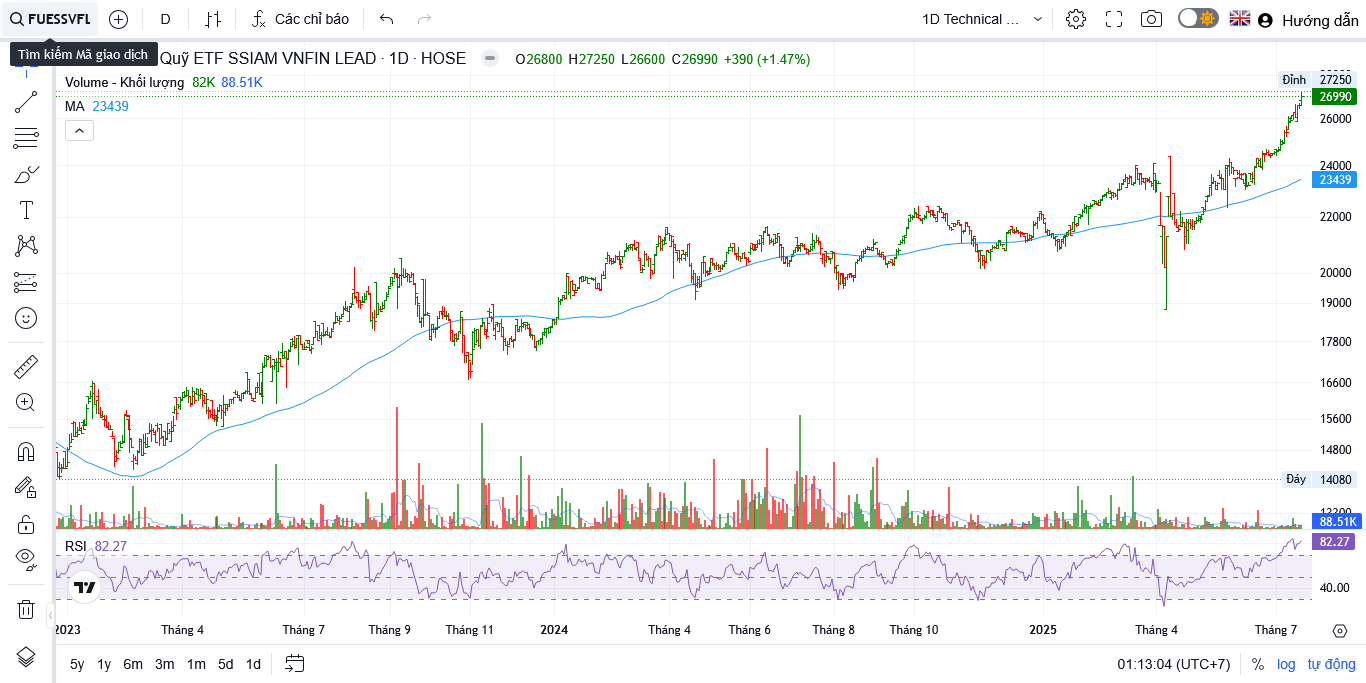 FUESSVFL D Các chỉ báo 1D Technical ... Hướng dẫn
Tìm kiếm Mã giao dịch
Quỹ ETF SSIAM VNFIN LEAD · 1D · HOSE O26800 H27250 L26600 C26990 +390 (+1.47%)
Volume - Khối lượng 82K 88.51K
MA 23439
Đỉnh 27250
26990
26000
24000
23439
22000
20000
19000
17800
16600
15600
14800
Đáy 14080
88.51K
RSI 82.27
82.27
40.00
2023 Tháng 4 Tháng 7 Tháng 9 Tháng 11 2024 Tháng 4 Tháng 6 Tháng 8 Tháng 10 2025 Tháng 4 Tháng 7
5y 1y 6m 3m 1m 5d 1d 01:13:04 (UTC+7) % log tự động